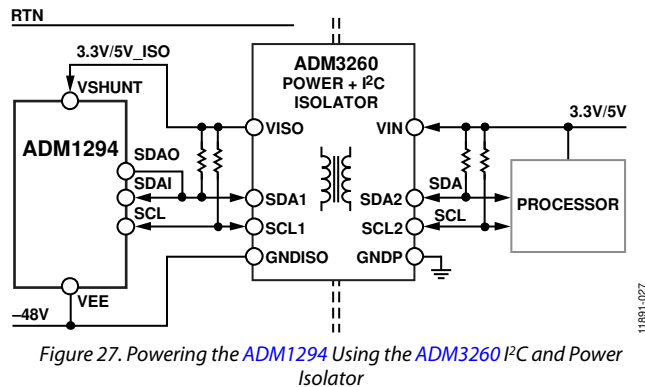 RTN
3.3V/5V_ISO
VSHUNT
ADM1294
SDAO
SDAI
SCL
VEE
–48V
ADM3260
POWER + I²C
ISOLATOR
VISO
VIN
SDA1
SDA2
SCL1
SCL2
GNDISO
GNDP
3.3V/5V
SDA
SCL
PROCESSOR
11891-027
Figure 27. Powering the ADM1294 Using the ADM3260 I²C and Power
Isolator